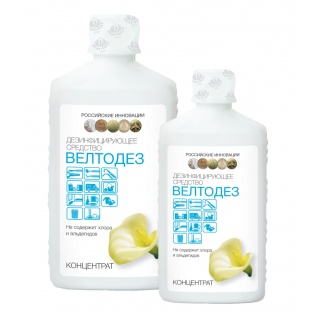 РОССИЙСКИЕ ИННОВАЦИИ
ДЕЗИНФИЦИРУЮЩЕЕ
СРЕДСТВО
ВЕЛТОДЕЗ
Не содержит хлора
и альдегидов
КОНЦЕНТРАТ
РОССИЙСКИЕ ИННОВАЦИИ
ДЕЗИНФИЦИРУЮЩЕЕ
СРЕДСТВО
ВЕЛТОДЕЗ
Не содержит хлора
и альдегидов
КОНЦЕНТРАТ